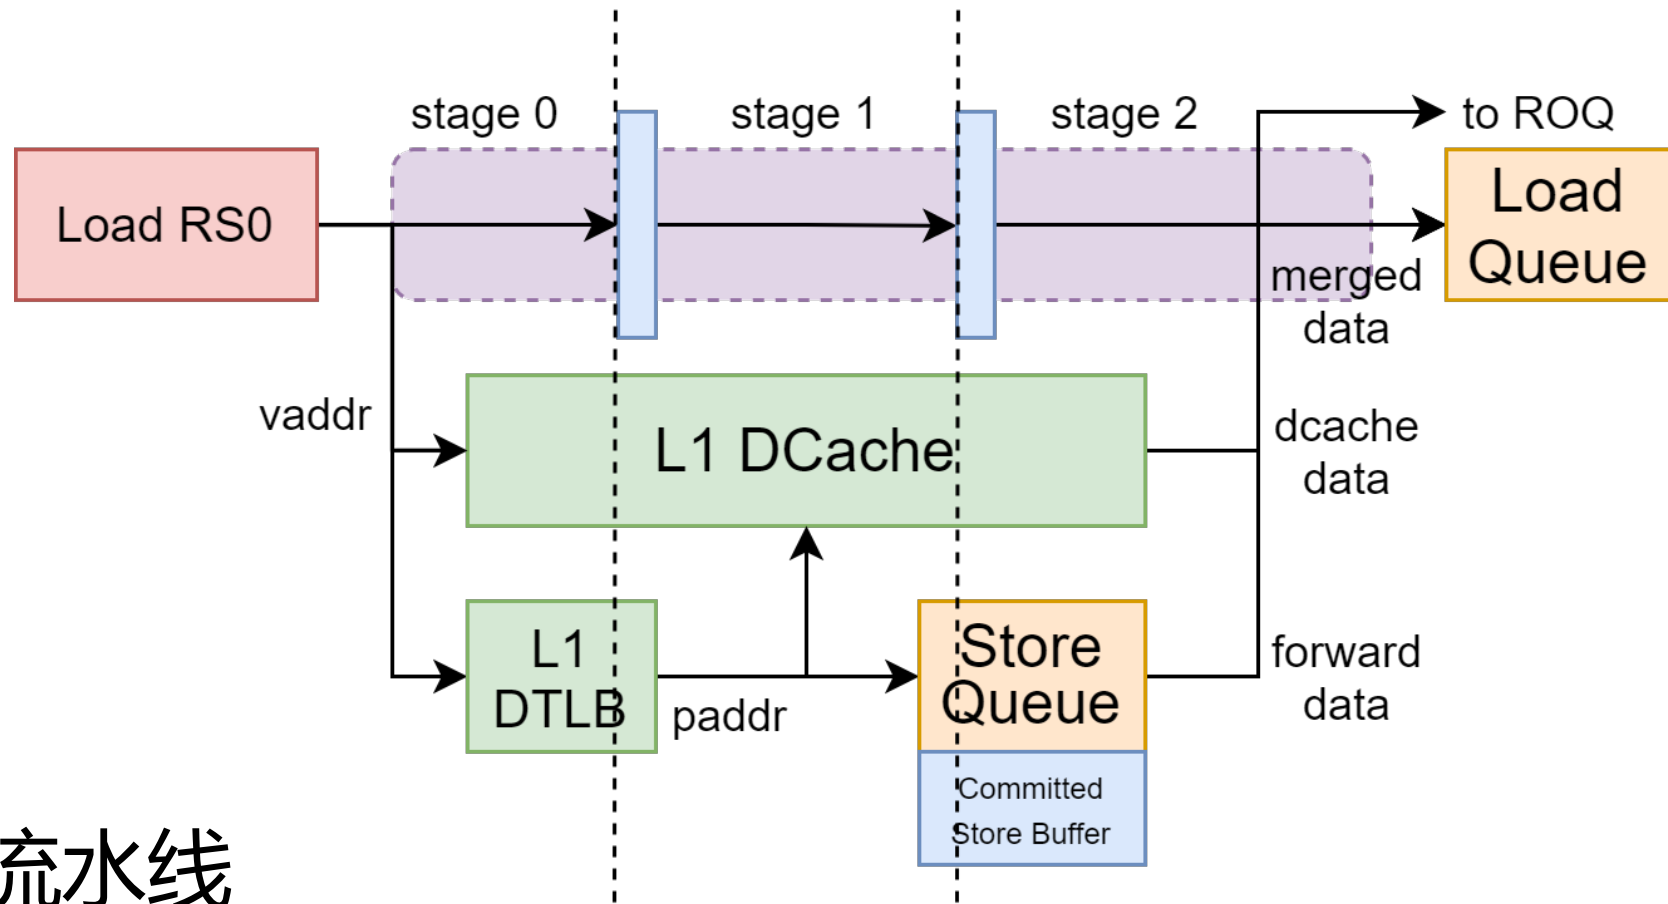 stage 0
stage 1
stage 2
to ROQ
Load RS0
Load
Queue
merged
data
vaddr
L1 DCache
dcache
data
L1
DTLB
paddr
Store
Queue
forward
data
Committed
Store Buffer
流水线